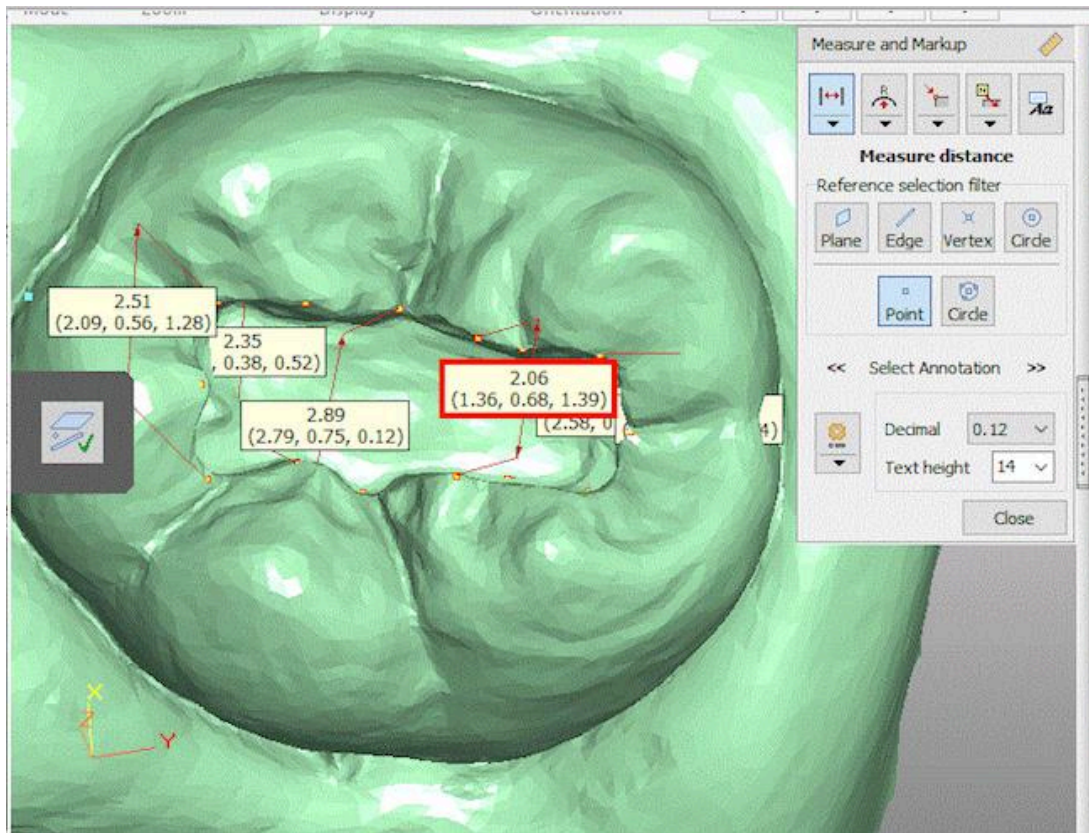 Measure and Markup
R
N
Aa
Measure distance
Reference selection filter
Plane Edge Vertex Circle
Point Circle
<< Select Annotation >>
Decimal 0.12
Text height 14
Close
2.51
(2.09, 0.56, 1.28)
2.35
, 0.38, 0.52)
2.06
(1.36, 0.68, 1.39)
2.89
(2.79, 0.75, 0.12)
(2.58, 0
4)
X
Z
Y